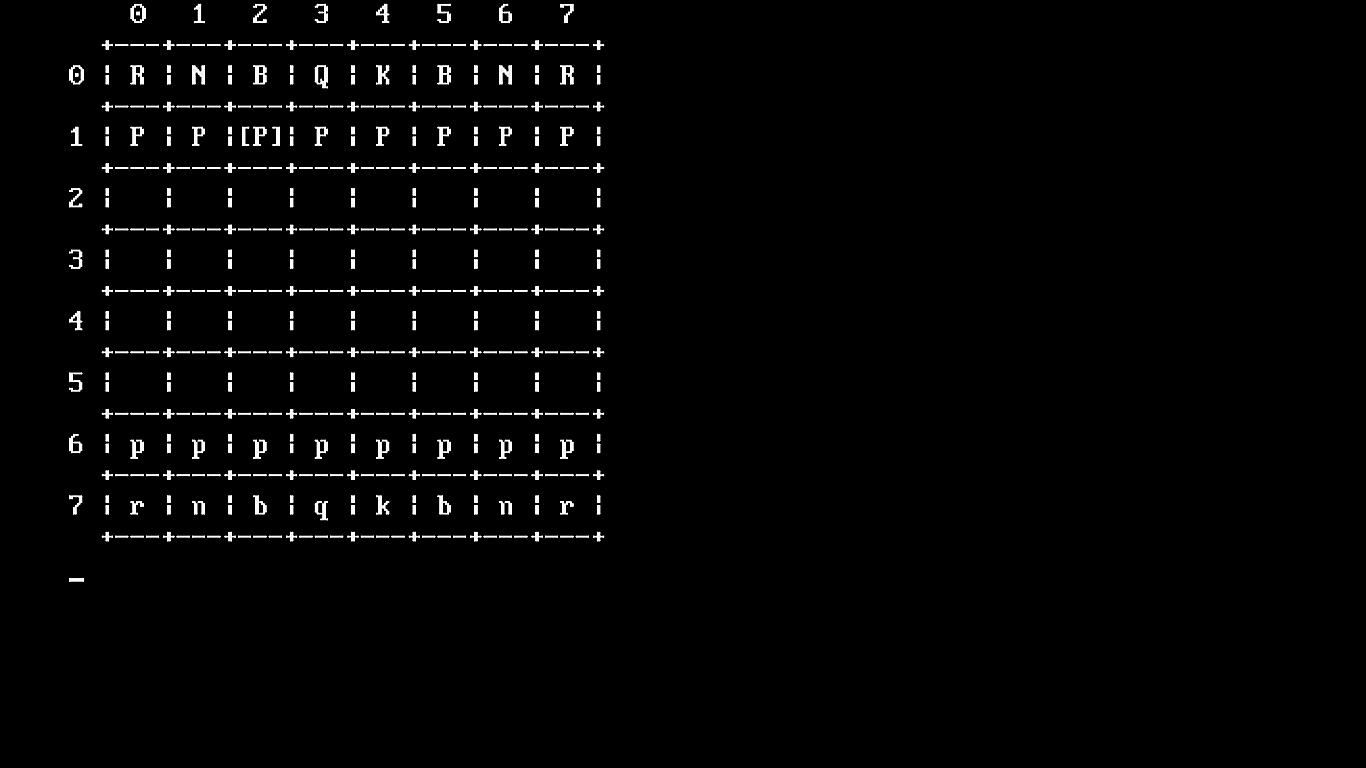 0   1   2   3   4   5   6   7
  +---+---+---+---+---+---+---+---+
0 ¦ R ¦ N ¦ B ¦ Q ¦ K ¦ B ¦ N ¦ R ¦
  +---+---+---+---+---+---+---+---+
1 ¦ P ¦ P ¦[P]¦ P ¦ P ¦ P ¦ P ¦ P ¦
  +---+---+---+---+---+---+---+---+
2 ¦   ¦   ¦   ¦   ¦   ¦   ¦   ¦   ¦
  +---+---+---+---+---+---+---+---+
3 ¦   ¦   ¦   ¦   ¦   ¦   ¦   ¦   ¦
  +---+---+---+---+---+---+---+---+
4 ¦   ¦   ¦   ¦   ¦   ¦   ¦   ¦   ¦
  +---+---+---+---+---+---+---+---+
5 ¦   ¦   ¦   ¦   ¦   ¦   ¦   ¦   ¦
  +---+---+---+---+---+---+---+---+
6 ¦ p ¦ p ¦ p ¦ p ¦ p ¦ p ¦ p ¦ p ¦
  +---+---+---+---+---+---+---+---+
7 ¦ r ¦ n ¦ b ¦ q ¦ k ¦ b ¦ n ¦ r ¦
  +---+---+---+---+---+---+---+---+
_